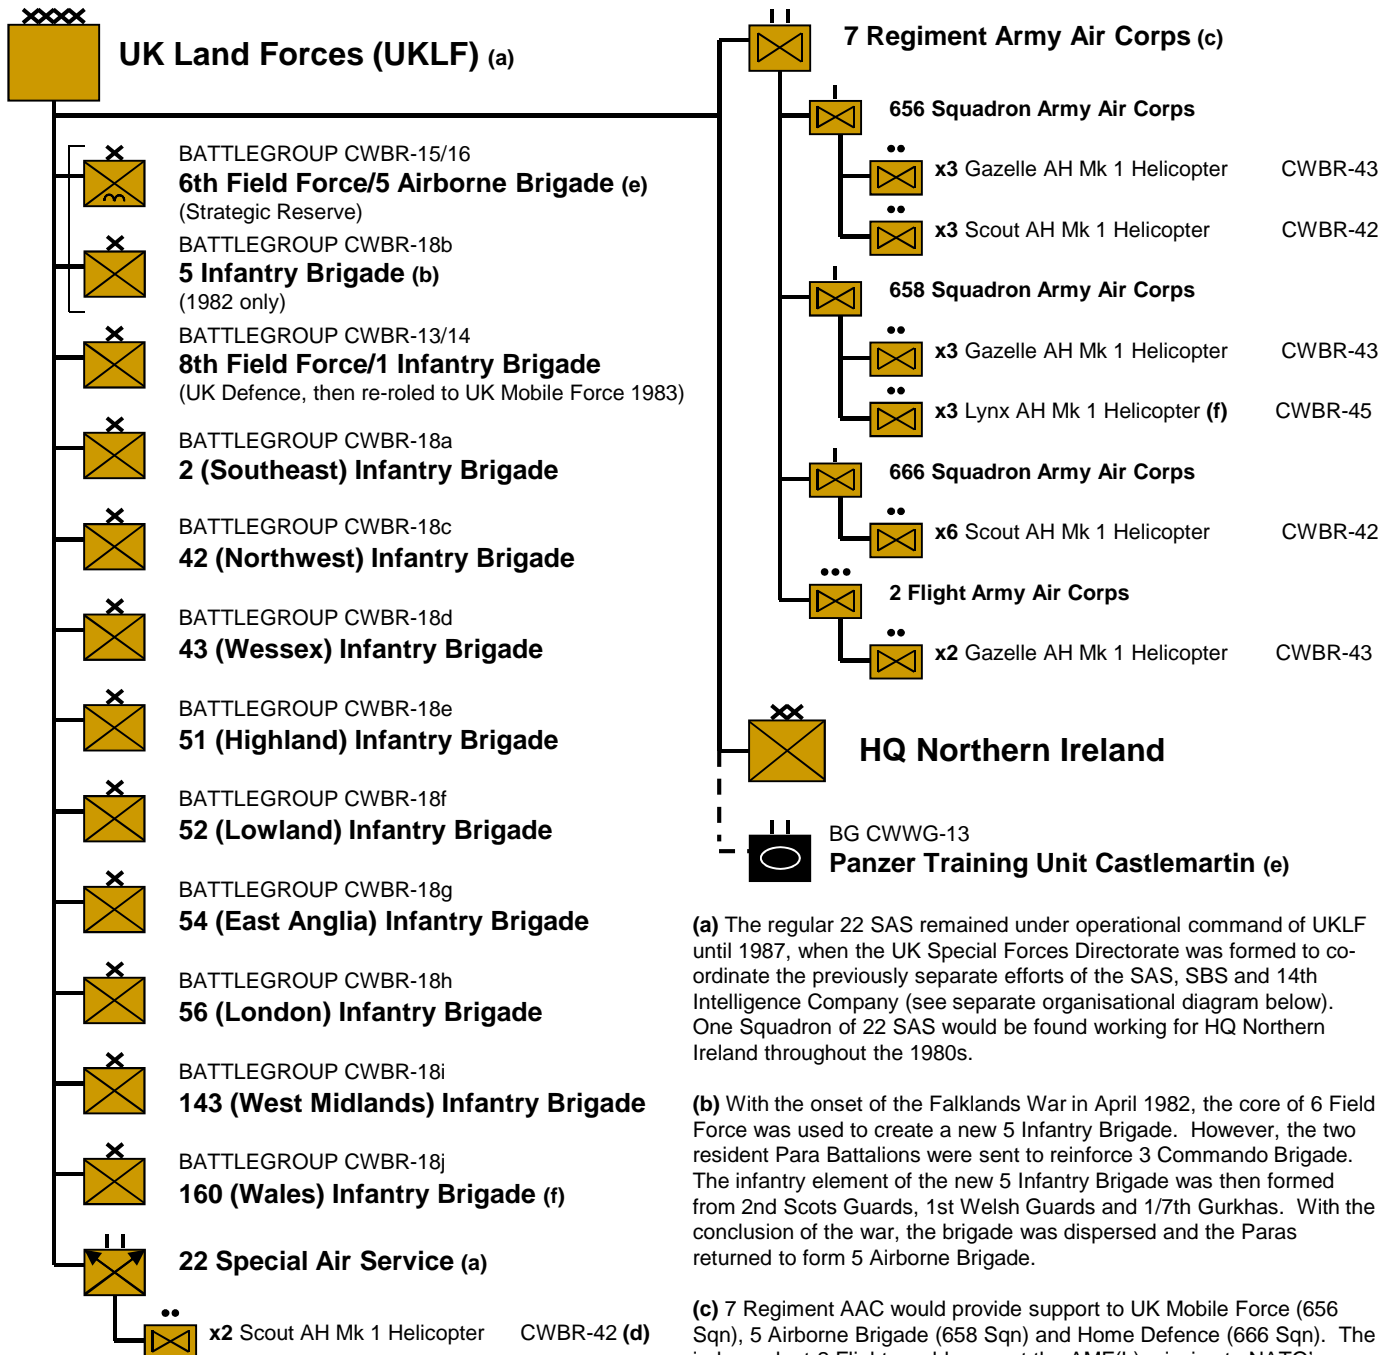 UK Land Forces (UKLF) (a)
BATTLEGROUP CWBR-15/16
6th Field Force/5 Airborne Brigade (e)
(Strategic Reserve)
BATTLEGROUP CWBR-18b
5 Infantry Brigade (b)
(1982 only)
BATTLEGROUP CWBR-13/14
8th Field Force/1 Infantry Brigade
(UK Defence, then re-roled to UK Mobile Force 1983)
BATTLEGROUP CWBR-18a
2 (Southeast) Infantry Brigade
BATTLEGROUP CWBR-18c
42 (Northwest) Infantry Brigade
BATTLEGROUP CWBR-18d
43 (Wessex) Infantry Brigade
BATTLEGROUP CWBR-18e
51 (Highland) Infantry Brigade
BATTLEGROUP CWBR-18f
52 (Lowland) Infantry Brigade
BATTLEGROUP CWBR-18g
54 (East Anglia) Infantry Brigade
BATTLEGROUP CWBR-18h
56 (London) Infantry Brigade
BATTLEGROUP CWBR-18i
143 (West Midlands) Infantry Brigade
BATTLEGROUP CWBR-18j
160 (Wales) Infantry Brigade (f)
22 Special Air Service (a)
x2 Scout AH Mk 1 Helicopter CWBR-42 (d)
7 Regiment Army Air Corps (c)
656 Squadron Army Air Corps
x3 Gazelle AH Mk 1 Helicopter CWBR-43
x3 Scout AH Mk 1 Helicopter CWBR-42
658 Squadron Army Air Corps
x3 Gazelle AH Mk 1 Helicopter CWBR-43
x3 Lynx AH Mk 1 Helicopter (f) CWBR-45
666 Squadron Army Air Corps
x6 Scout AH Mk 1 Helicopter CWBR-42
2 Flight Army Air Corps
x2 Gazelle AH Mk 1 Helicopter CWBR-43
HQ Northern Ireland
BG CWWG-13
Panzer Training Unit Castlemartin (e)
(a) The regular 22 SAS remained under operational command of UKLF
until 1987, when the UK Special Forces Directorate was formed to co-
ordinate the previously separate efforts of the SAS, SBS and 14th
Intelligence Company (see separate organisational diagram below).
One Squadron of 22 SAS would be found working for HQ Northern
Ireland throughout the 1980s.
(b) With the onset of the Falklands War in April 1982, the core of 6 Field
Force was used to create a new 5 Infantry Brigade. However, the two
resident Para Battalions were sent to reinforce 3 Commando Brigade.
The infantry element of the new 5 Infantry Brigade was then formed
from 2nd Scots Guards, 1st Welsh Guards and 1/7th Gurkhas. With the
conclusion of the war, the brigade was dispersed and the Paras
returned to form 5 Airborne Brigade.
(c) 7 Regiment AAC would provide support to UK Mobile Force (656
Sqn), 5 Airborne Brigade (658 Sqn) and Home Defence (666 Sqn). The